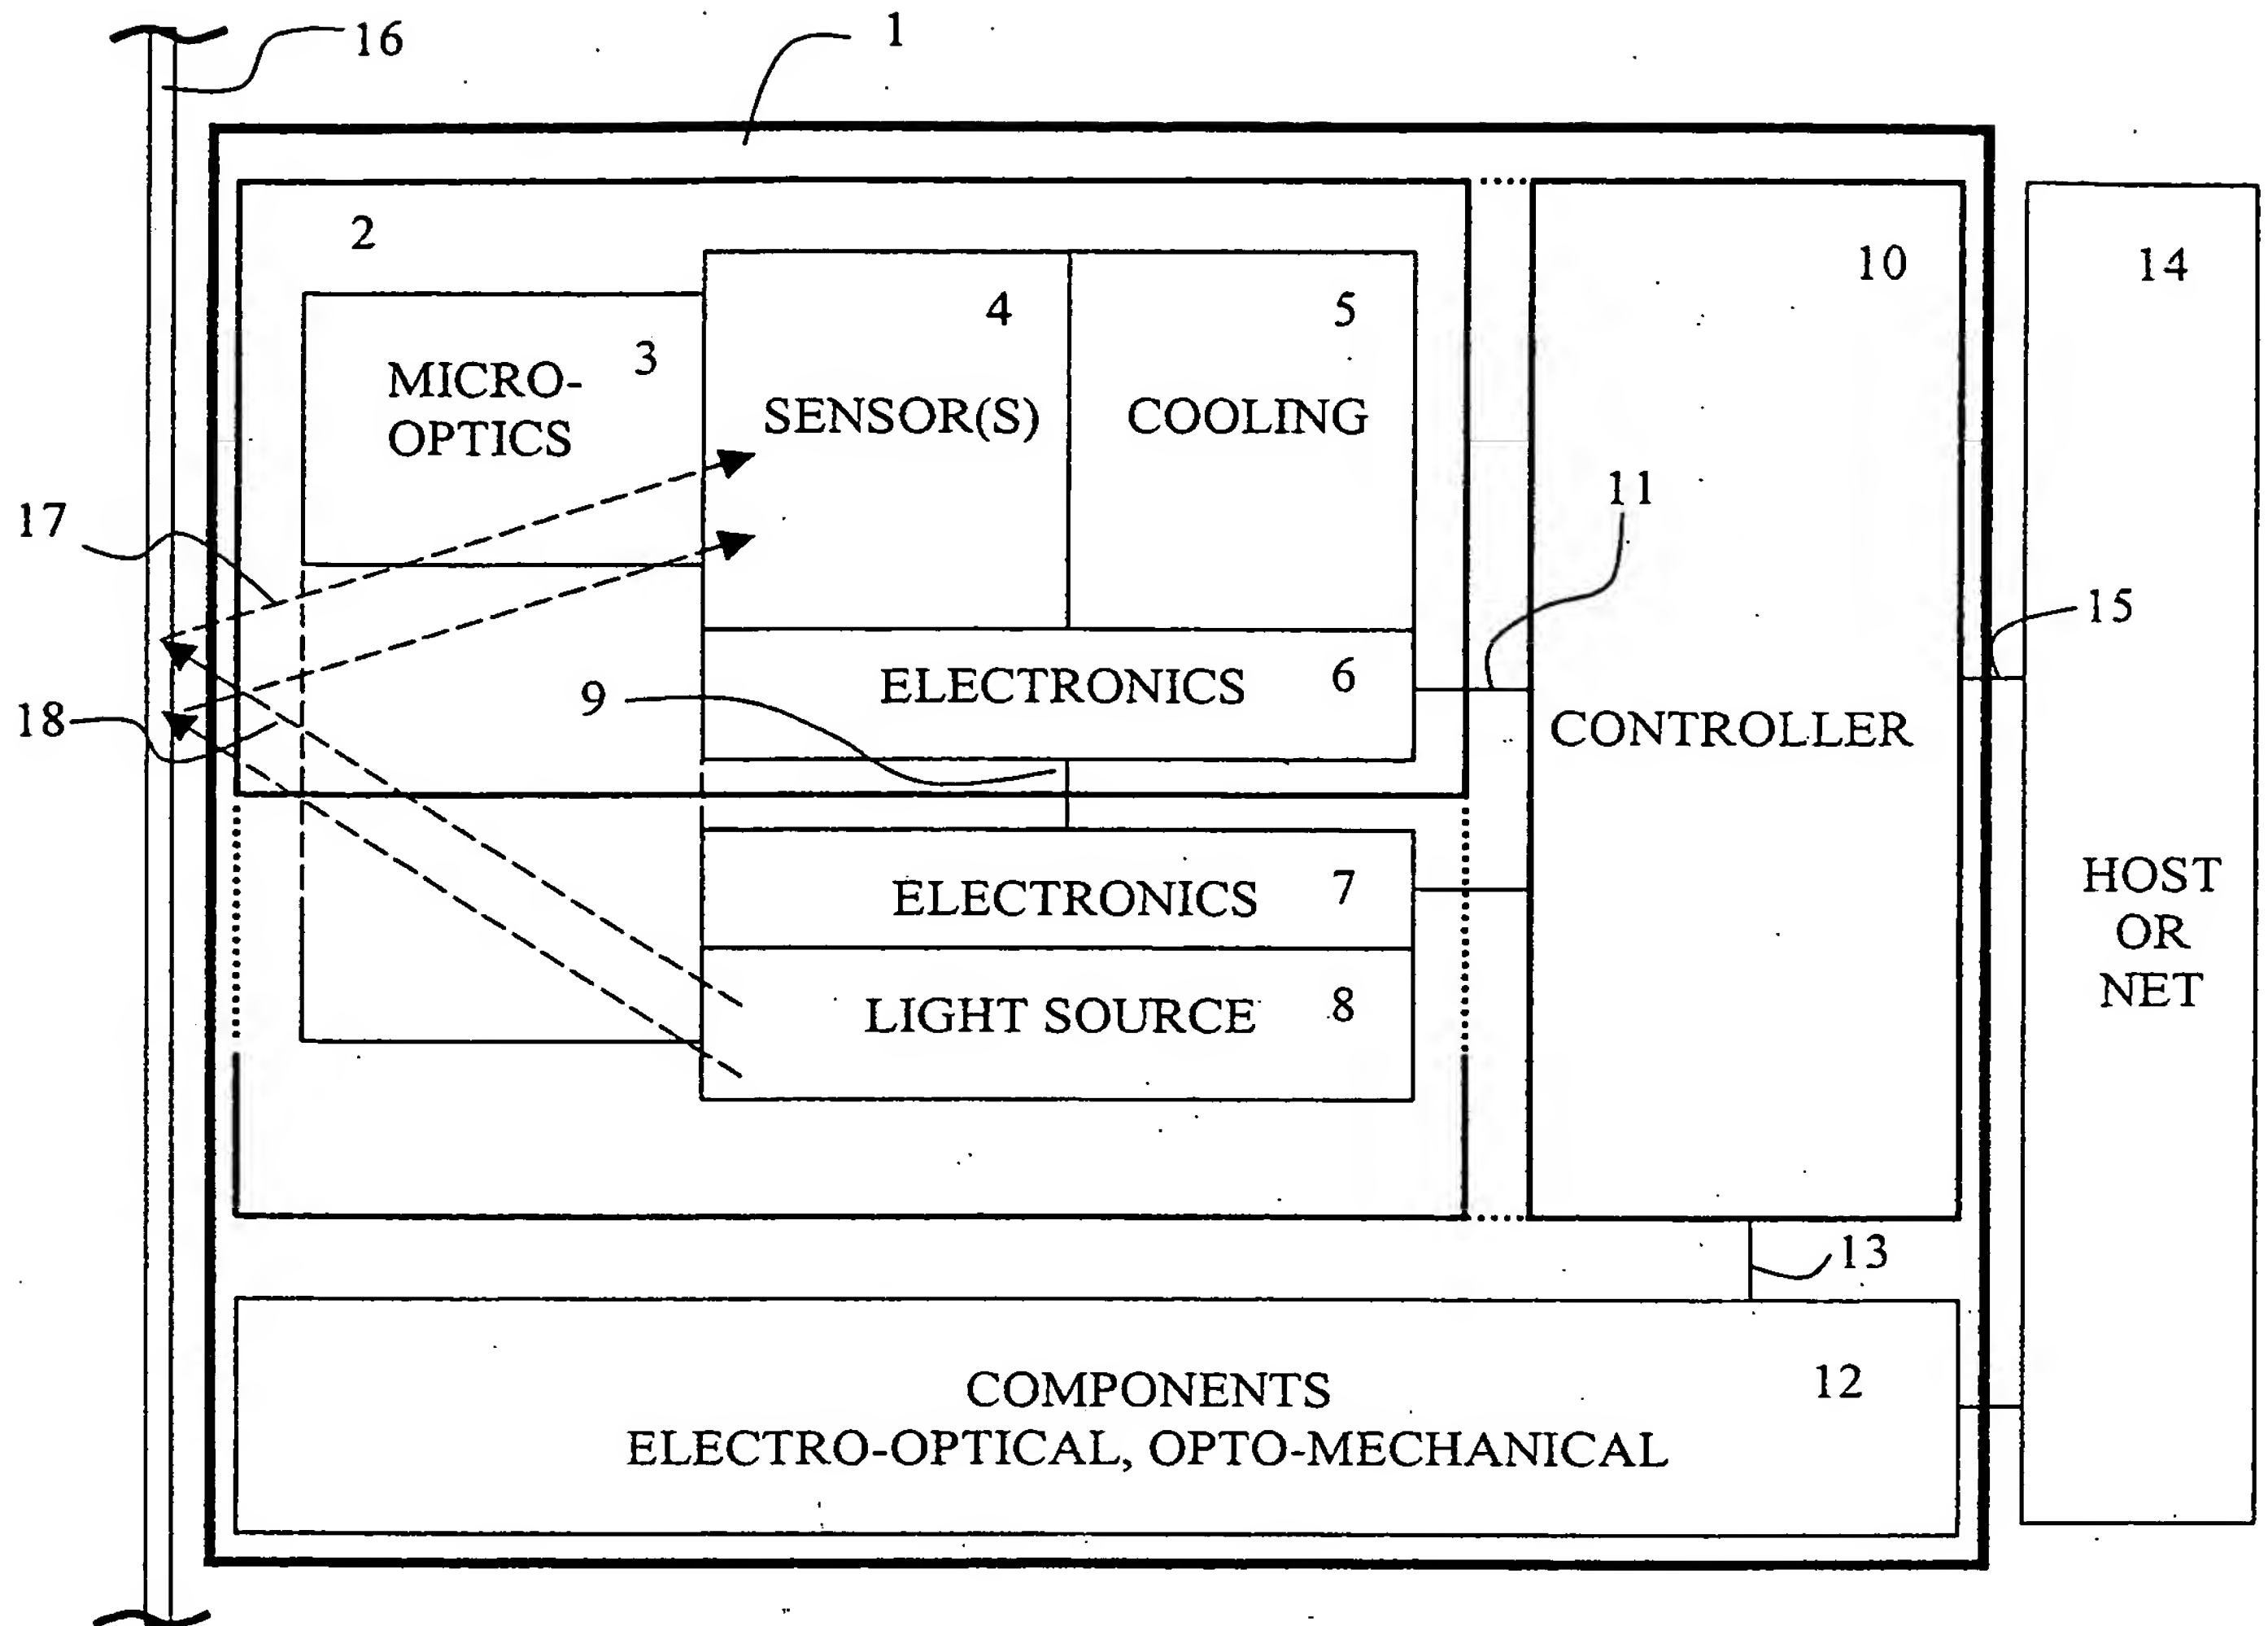 16
1
2
10
14
3
4
5
MICRO-
OPTICS
SENSOR(S)
COOLING
11
17
15
9
ELECTRONICS
6
18
CONTROLLER
ELECTRONICS
7
HOST
OR
NET
LIGHT SOURCE
8
13
12
COMPONENTS
ELECTRO-OPTICAL, OPTO-MECHANICAL